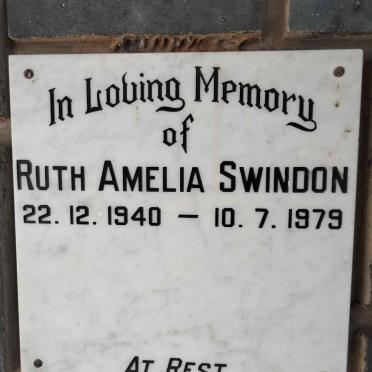 In Loving Memory
of
RUTH AMELIA SWINDON
22. 12. 1940 – 10. 7. 1979
AT REST